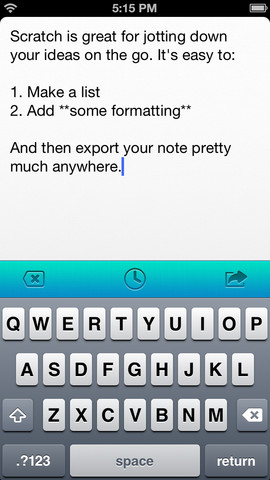 5:15 PM
Scratch is great for jotting down
your ideas on the go. It's easy to:
1. Make a list
2. Add **some formatting**
And then export your note pretty
much anywhere.
Q W E R T Y U I O P
A S D F G H J K L
Z X C V B N M
.?123 space return